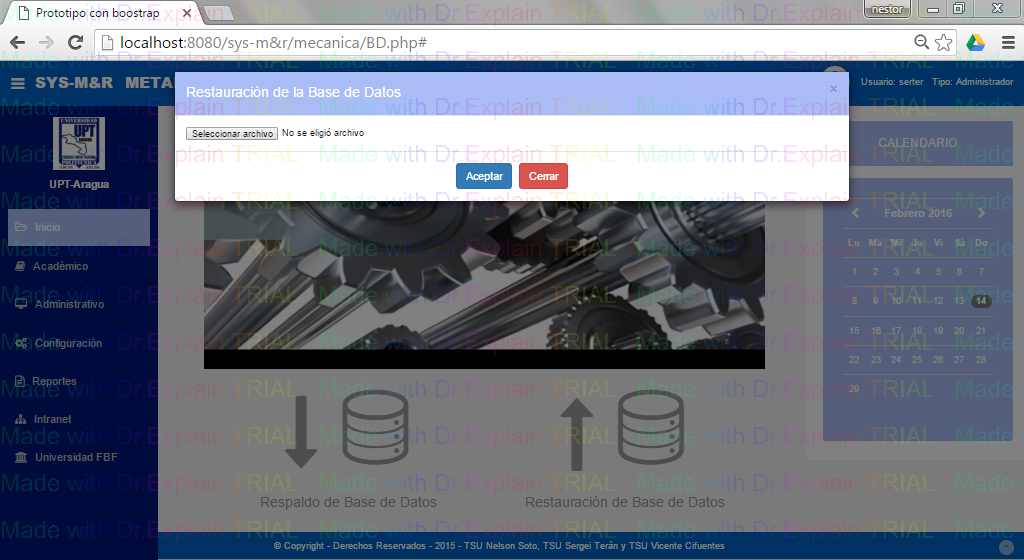 Prototipo con boostrap
nestor
localhost:8080/sys-m&r/mecanica/BD.php#
SYS-M&R META
Usuario: serter Tipo: Administrador
Restauración de la Base de Datos ×
Seleccionar archivo No se eligió archivo
Aceptar Cerrar
UNIVERSIDAD
UPT
ARAGUA
POLITECNICA
UPT-Aragua
Inicio
Académico
Administrativo
Configuración
Reportes
Intranet
Universidad FBF
CALENDARIO
Febrero 2016
Lu Ma Mi Ju Vi Sá Do
1 2 3 4 5 6 7
8 9 10 11 12 13 14
15 16 17 18 19 20 21
22 23 24 25 26 27 28
29
Respaldo de Base de Datos
Restauración de Base de Datos
© Copyright - Derechos Reservados - 2015 - TSU Nelson Soto, TSU Sergei Terán y TSU Vicente Cifuentes
Made with Dr.Explain TRIAL